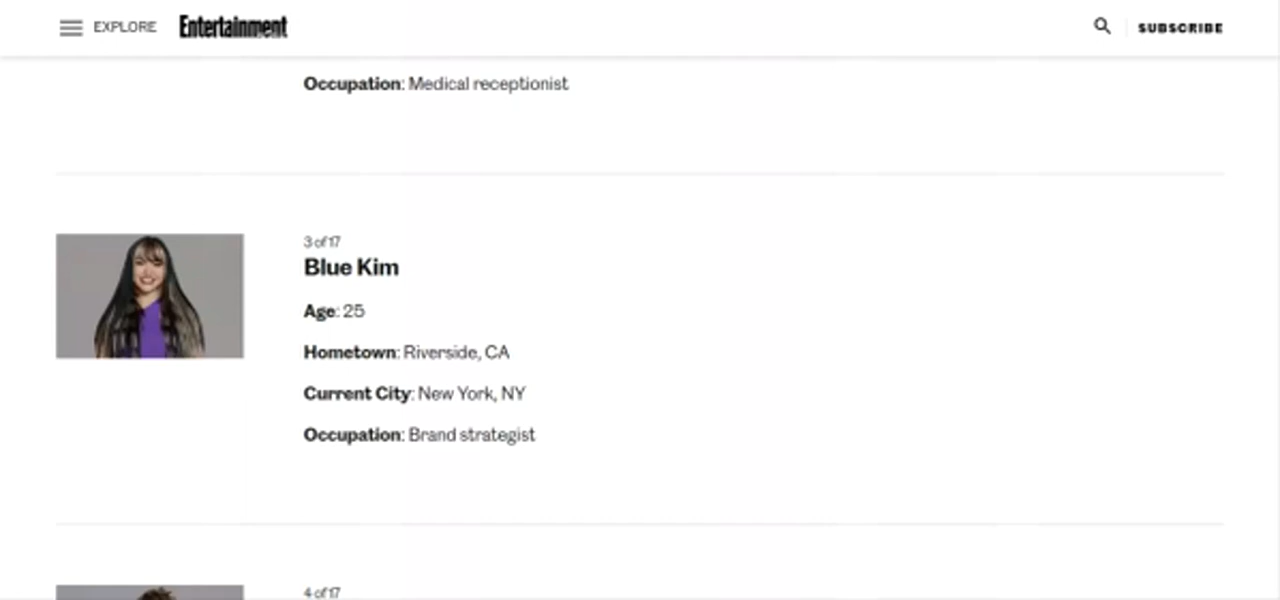 EXPLORE Entertainment SUBSCRIBE
Occupation: Medical receptionist
3 of 17
Blue Kim
Age: 25
Hometown: Riverside, CA
Current City: New York, NY
Occupation: Brand strategist
4 of 17